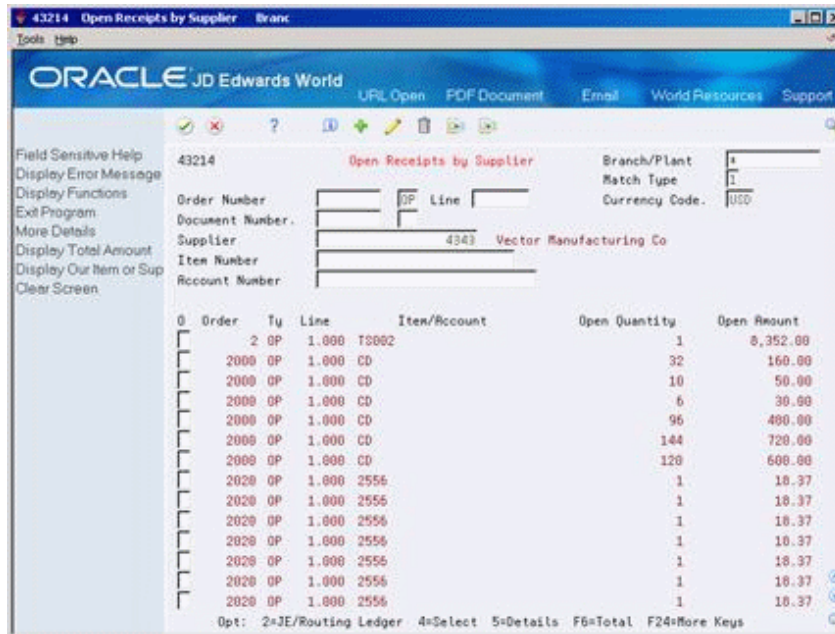 43214 Open Receipts by Supplier Branc
Tools Help
ORACLE JD Edwards World
URL Open PDF Document Email World Resources Support
?
Field Sensitive Help
Display Error Message
Display Functions
Exit Program
More Details
Display Total Amount
Display Our Item or Sup
Clear Screen
43214 Open Receipts by Supplier Branch/Plant *
Match Type 1
Order Number OP Line Currency Code. USD
Document Number.
Supplier 4343 Vector Manufacturing Co
Item Number
Account Number
O Order Ty Line Item/Account Open Quantity Open Amount
2 OP 1.000 TS002 1 8,352.00
2000 OP 1.000 CD 32 160.00
2000 OP 1.000 CD 10 50.00
2000 OP 1.000 CD 6 30.00
2000 OP 1.000 CD 96 480.00
2000 OP 1.000 CD 144 720.00
2000 OP 1.000 CD 120 600.00
2020 OP 1.000 2556 1 18.37
2020 OP 1.000 2556 1 18.37
2020 OP 1.000 2556 1 18.37
2020 OP 1.000 2556 1 18.37
2020 OP 1.000 2556 1 18.37
2020 OP 1.000 2556 1 18.37
2020 OP 1.000 2556 1 18.37
Opt: 2=JE/Routing Ledger 4=Select 5=Details F6=Total F24=More Keys